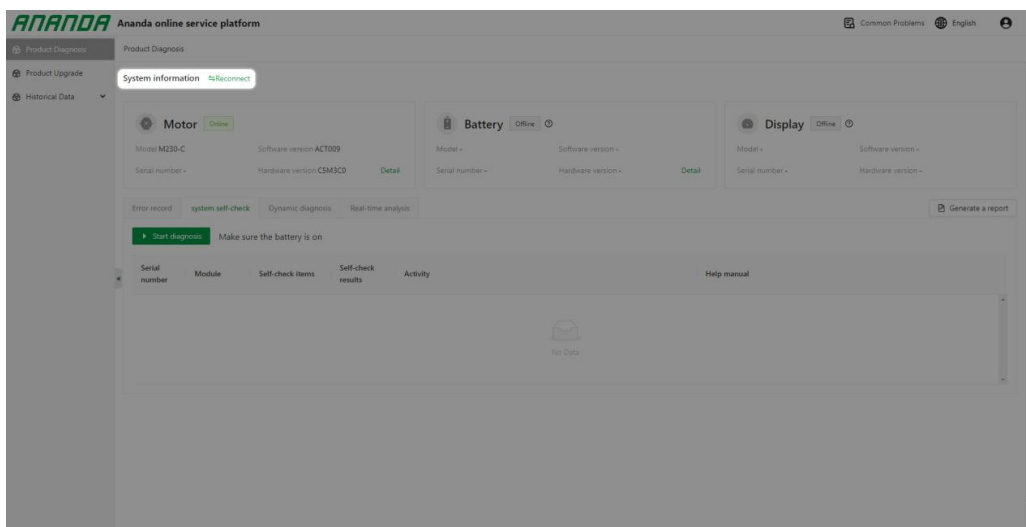 ANANDA Ananda online service platform Common Problems English
Product Diagnosis
Product Diagnosis
Product Upgrade
System information Reconnect
Historical Data
Motor Online
Battery Offline
Display Offline
Model M230-C Software version ACT009
Model - Software version -
Model - Software version -
Serial number - Hardware version C5M3C0 Detail
Serial number - Hardware version - Detail
Serial number - Hardware version -
Error record system self-check Dynamic diagnosis Real-time analysis Generate a report
Start diagnosis Make sure the battery is on
Serial number Module Self-check items Self-check results Activity Help manual
No Data